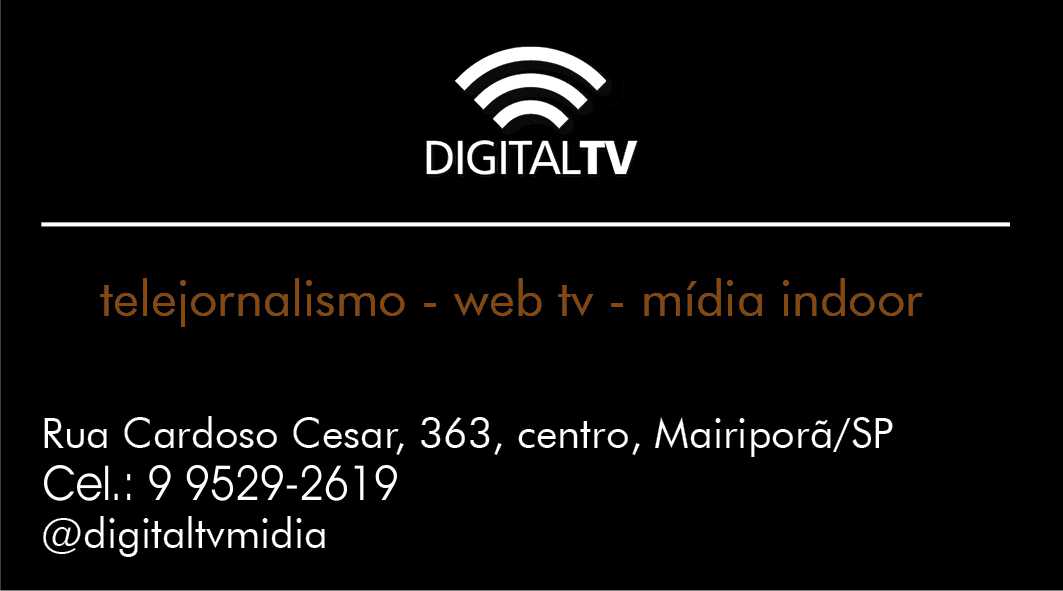 DIGITALTV
telejornalismo - web tv - mídia indoor
Rua Cardoso Cesar, 363, centro, Mairiporã/SP
Cel.: 9 9529-2619
@digitaltvmidia